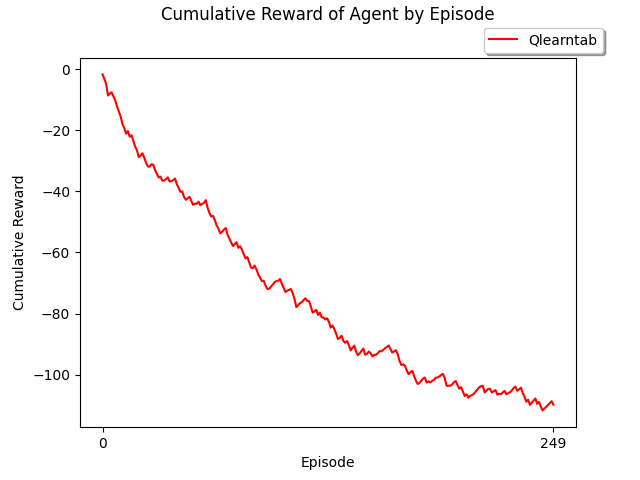 Cumulative Reward of Agent by Episode
Qlearntab
0
−20
−40
−60
−80
−100
Cumulative Reward
0
249
Episode